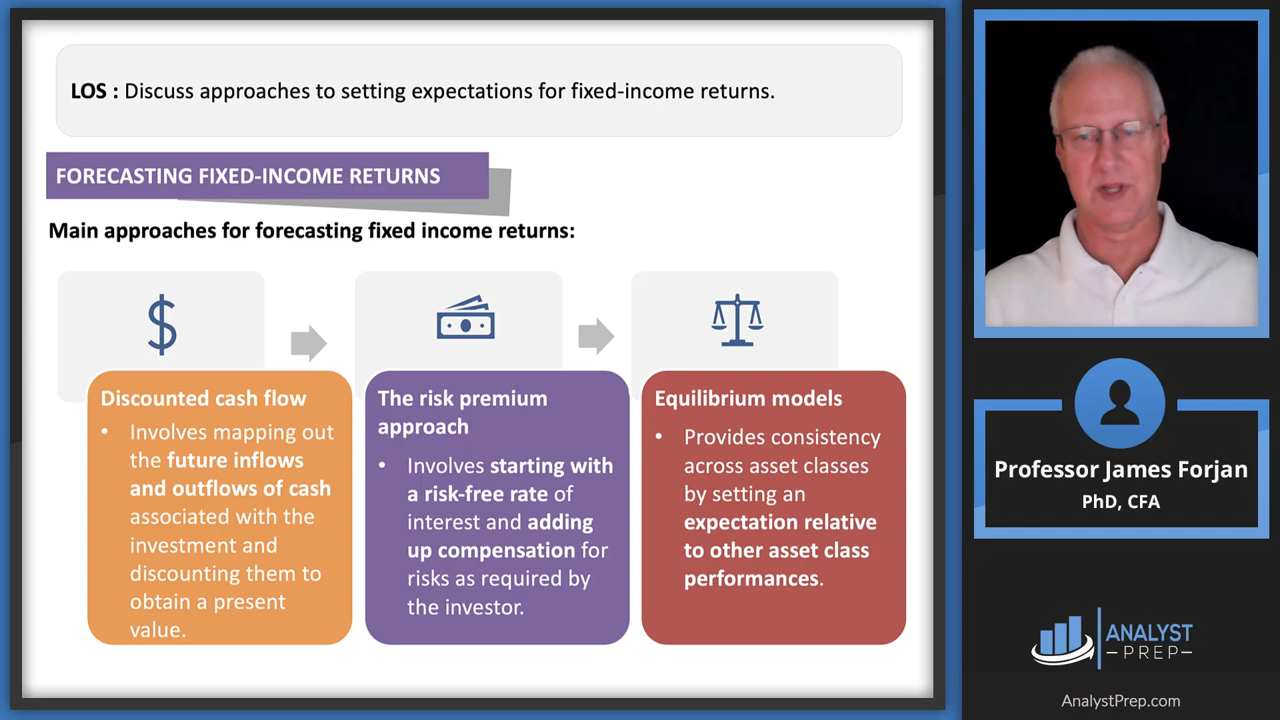 LOS : Discuss approaches to setting expectations for fixed-income returns.
FORECASTING FIXED-INCOME RETURNS
Main approaches for forecasting fixed income returns:
$
Discounted cash flow
• Involves mapping out
the future inflows
and outflows of cash
associated with the
investment and
discounting them to
obtain a present
value.
The risk premium
approach
• Involves starting with
a risk-free rate of
interest and adding
up compensation for
risks as required by
the investor.
Equilibrium models
• Provides consistency
across asset classes
by setting an
expectation relative
to other asset class
performances.
Professor James Forjan
PhD, CFA
ANALYST
PREP
AnalystPrep.com